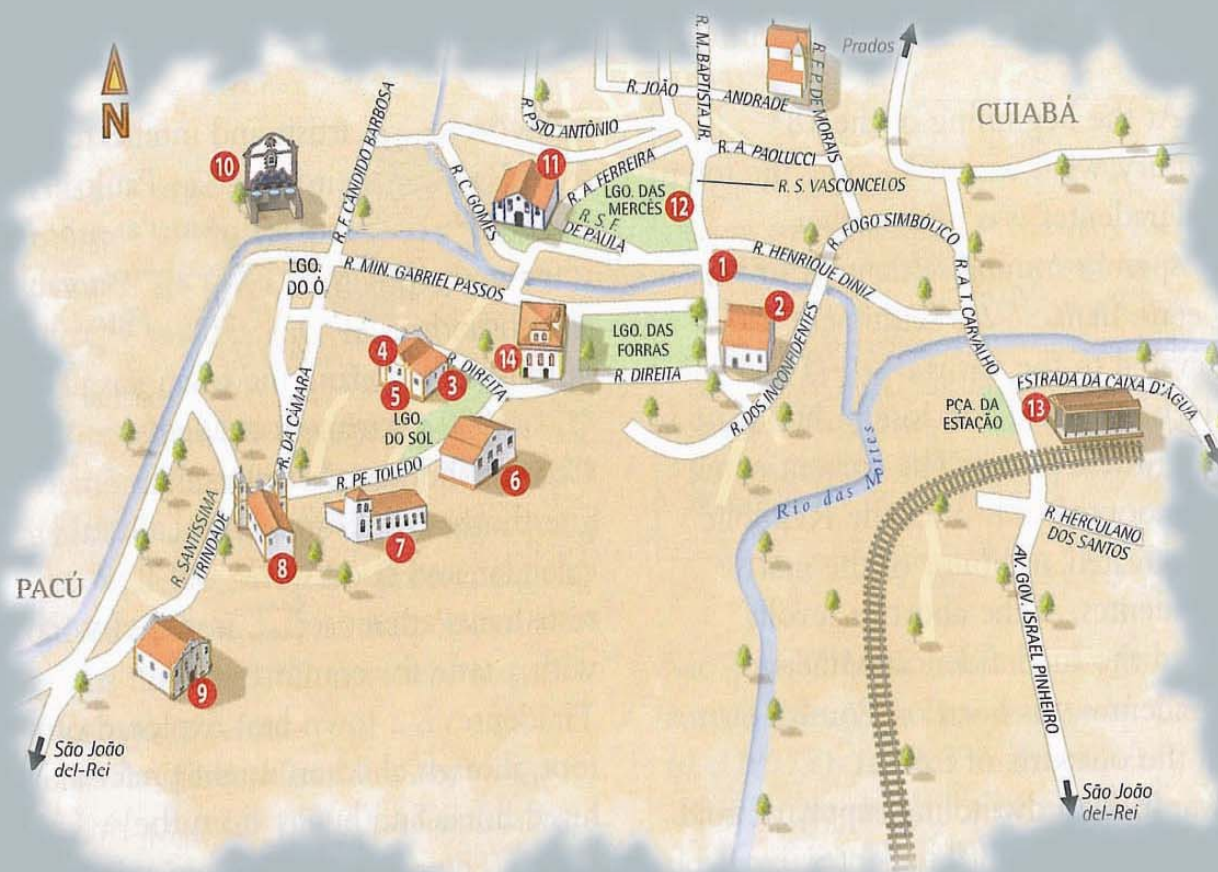 N
R. M. BAPTISTA JR.
R. F. P. DE MORAIS
Prados
CUIABÁ
R. JOÃO
ANDRADE
R. P. STO. ANTÔNIO
R. F. CÂNDIDO BARBOSA
R. A. PAOLUCCI
10
11
R. A. FERREIRA
R. C. GOMES
LGO. DAS
MERCÊS
12
R. S. VASCONCELOS
R. S. F.
DE PAULA
R. FOGO SIMBÓLICO
R. A. T. CARVALHO
LGO.
DO Ó
R. MIN. GABRIEL PASSOS
1
R. HENRIQUE DINIZ
2
LGO. DAS
FORRAS
14
4
5
3
R. DIREITA
R. DIREITA
R. DOS INCONFIDENTES
LGO.
DO SOL
R. DA CÂMARA
PÇA. DA
ESTAÇÃO
13
ESTRADA DA CAIXA D'ÁGUA
R. PE. TOLEDO
6
7
8
R. SANTÍSSIMA
TRINDADE
Rio das Mortes
R. HERCULANO
DOS SANTOS
AV. GOV. ISRAEL PINHEIRO
PACÚ
9
São João
del-Rei
São João
del-Rei